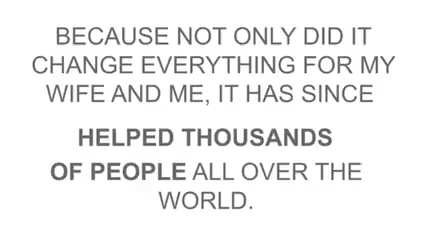 BECAUSE NOT ONLY DID IT
CHANGE EVERYTHING FOR MY
WIFE AND ME, IT HAS SINCE
HELPED THOUSANDS
OF PEOPLE ALL OVER THE
WORLD.